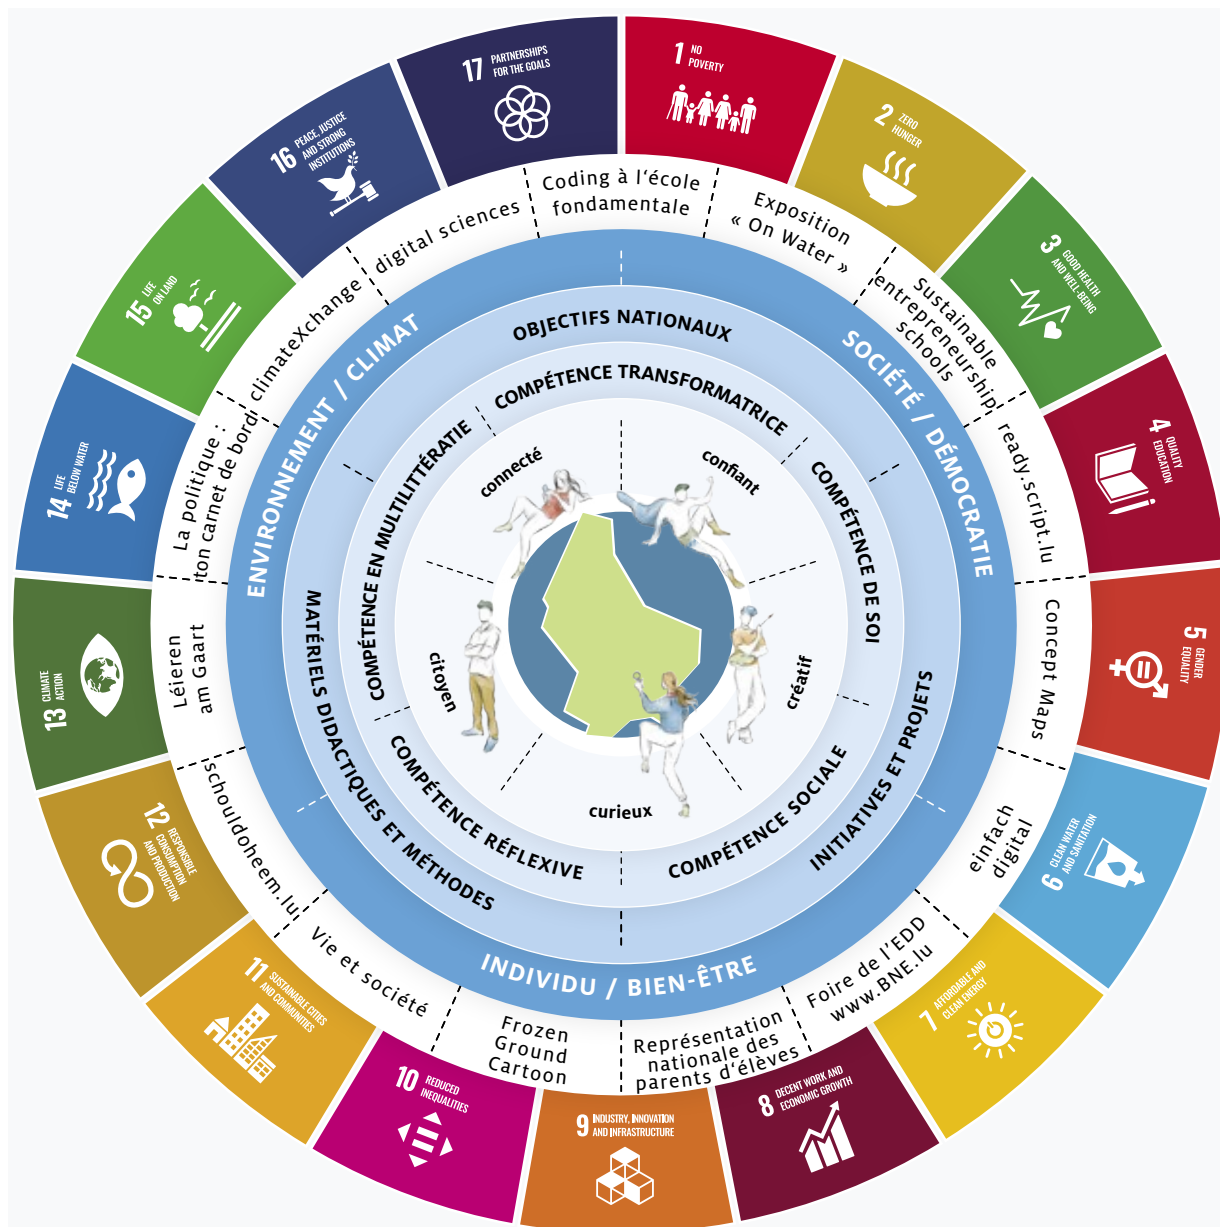 1 NO
POVERTY
2 ZERO
HUNGER
3 GOOD HEALTH
AND WELL-BEING
4 QUALITY
EDUCATION
5 GENDER
EQUALITY
6 CLEAN WATER
AND SANITATION
7 AFFORDABLE AND
CLEAN ENERGY
8 DECENT WORK AND
ECONOMIC GROWTH
9 INDUSTRY, INNOVATION
AND INFRASTRUCTURE
10 REDUCED
INEQUALITIES
11 SUSTAINABLE CITIES
AND COMMUNITIES
12 RESPONSIBLE
CONSUMPTION
AND PRODUCTION
13 CLIMATE
ACTION
14 LIFE
BELOW WATER
15 LIFE
ON LAND
16 PEACE, JUSTICE
AND STRONG
INSTITUTIONS
17 PARTNERSHIPS
FOR THE GOALS
Coding à l‘école
fondamentale
Exposition
« On Water »
Sustainable
entrepreneurship
schools
ready.script.lu
Concept Maps
einfach
digital
Foire de l’EDD
www.BNE.lu
Représentation
nationale des
parents d‘élèves
Frozen
Ground
Cartoon
Vie et société
schouldoheem.lu
Léieren
am Gaart
La politique :
ton carnet de bord
climateXchange
digital sciences
ENVIRONNEMENT / CLIMAT
SOCIÉTÉ / DÉMOCRATIE
INDIVIDU / BIEN-ÊTRE
OBJECTIFS NATIONAUX
INITIATIVES ET PROJETS
MATÉRIELS DIDACTIQUES ET MÉTHODES
COMPÉTENCE TRANSFORMATRICE
COMPÉTENCE DE SOI
COMPÉTENCE SOCIALE
COMPÉTENCE RÉFLEXIVE
COMPÉTENCE EN MULTILITTÉRATIE
connecté
confiant
créatif
curieux
citoyen